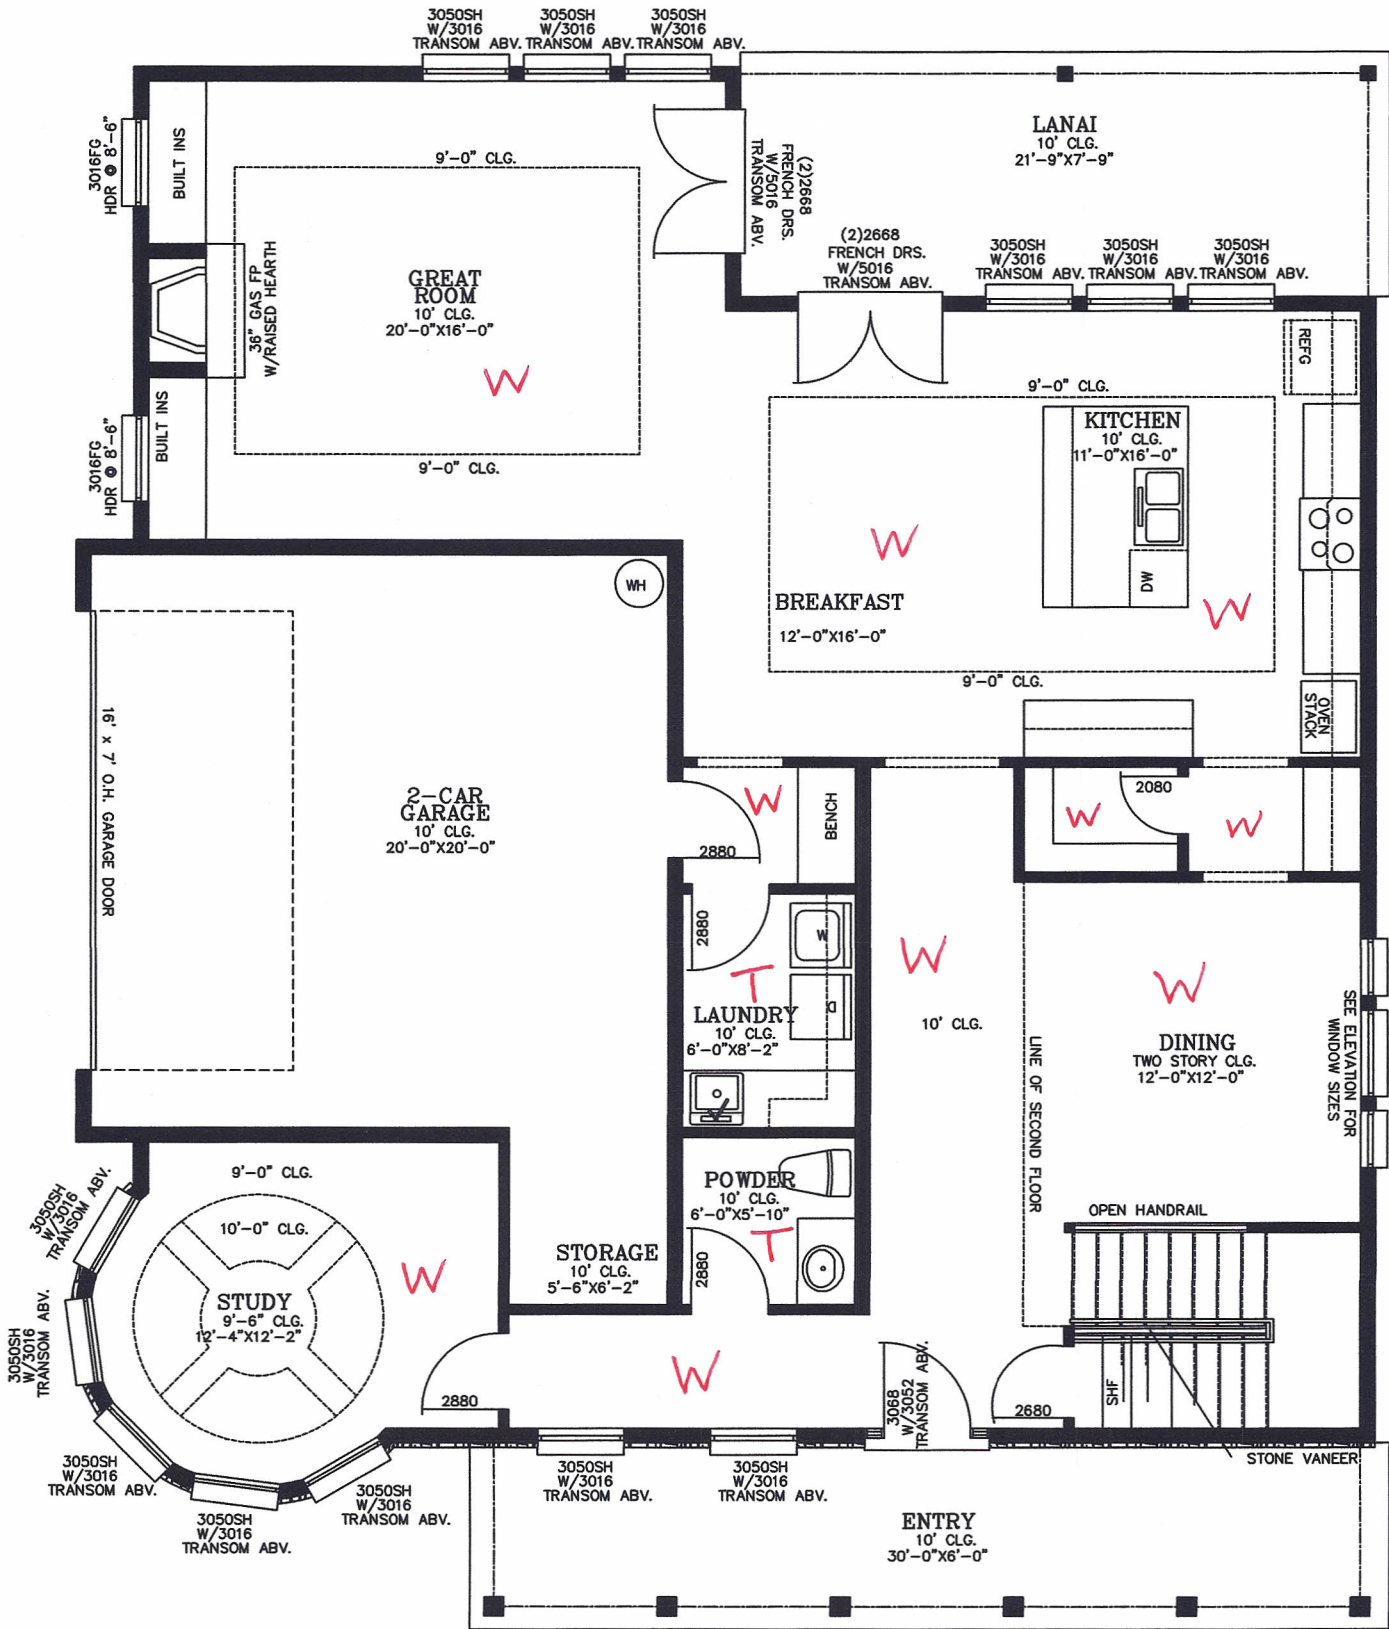 3050SH
W/3016
TRANSOM ABV.
3050SH
W/3016
TRANSOM ABV.
3050SH
W/3016
TRANSOM ABV.
3016FG
HDR @ 8'-6"
BUILT INS
9'-0" CLG.
(2)2668
FRENCH DRS.
W/5016
TRANSOM ABV.
LANAI
10' CLG.
21'-9"X7'-9"
36" GAS FP
W/RAISED HEARTH
GREAT
ROOM
10' CLG.
20'-0"X16'-0"
W
(2)2668
FRENCH DRS.
W/5016
TRANSOM ABV.
3050SH
W/3016
TRANSOM ABV.
3050SH
W/3016
TRANSOM ABV.
3050SH
W/3016
TRANSOM ABV.
REFG
3016FG
HDR @ 8'-6"
BUILT INS
9'-0" CLG.
9'-0" CLG.
KITCHEN
10' CLG.
11'-0"X16'-0"
W
DW
BREAKFAST
12'-0"X16'-0"
W
9'-0" CLG.
OVEN
STACK
WH
16' x 7' O.H. GARAGE DOOR
2-CAR
GARAGE
10' CLG.
20'-0"X20'-0"
W
BENCH
2880
2080
W
W
2880
W
T
D
LAUNDRY
10' CLG.
6'-0"X8'-2"
W
10' CLG.
LINE OF SECOND FLOOR
W
DINING
TWO STORY CLG.
12'-0"X12'-0"
SEE ELEVATION FOR
WINDOW SIZES
POWDER
10' CLG.
6'-0"X5'-10"
T
2880
OPEN HANDRAIL
9'-0" CLG.
10'-0" CLG.
STUDY
9'-6" CLG.
12'-4"X12'-2"
W
STORAGE
10' CLG.
5'-6"X6'-2"
3050SH
W/3016
TRANSOM ABV.
3050SH
W/3016
TRANSOM ABV.
2880
W
3068
W/3052
TRANSOM ABV.
2680
SHF
STONE VANEER
3050SH
W/3016
TRANSOM ABV.
3050SH
W/3016
TRANSOM ABV.
3050SH
W/3016
TRANSOM ABV.
3050SH
W/3016
TRANSOM ABV.
3050SH
W/3016
TRANSOM ABV.
ENTRY
10' CLG.
30'-0"X6'-0"